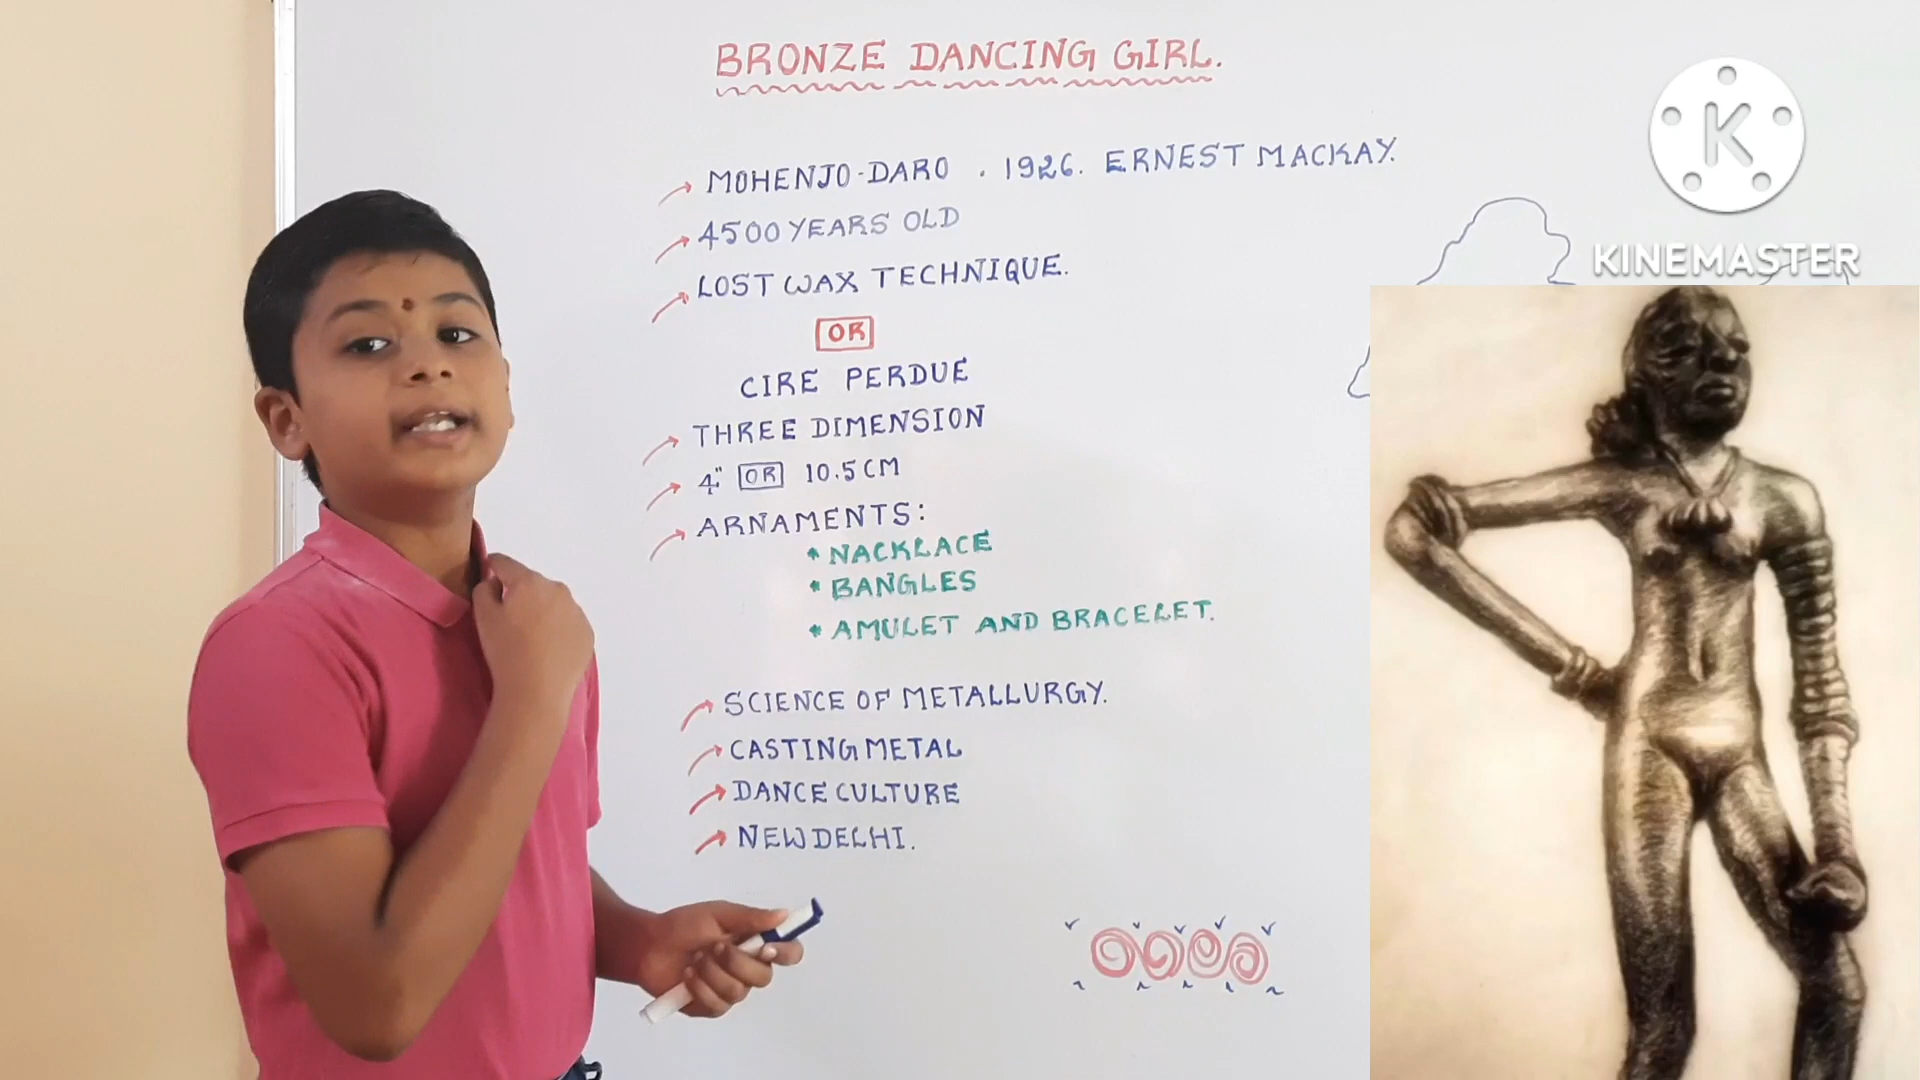 BRONZE DANCING GIRL.
MOHENJO-DARO . 1926. ERNEST MACKAY.
4500 YEARS OLD
LOST WAX TECHNIQUE.
OR
CIRE PERDUE
THREE DIMENSION
4" OR 10.5 CM
ARNAMENTS:
* NACKLACE
* BANGLES
* AMULET AND BRACELET.
SCIENCE OF METALLURGY.
CASTING METAL
DANCE CULTURE
NEW DELHI.
K
KINEMASTER